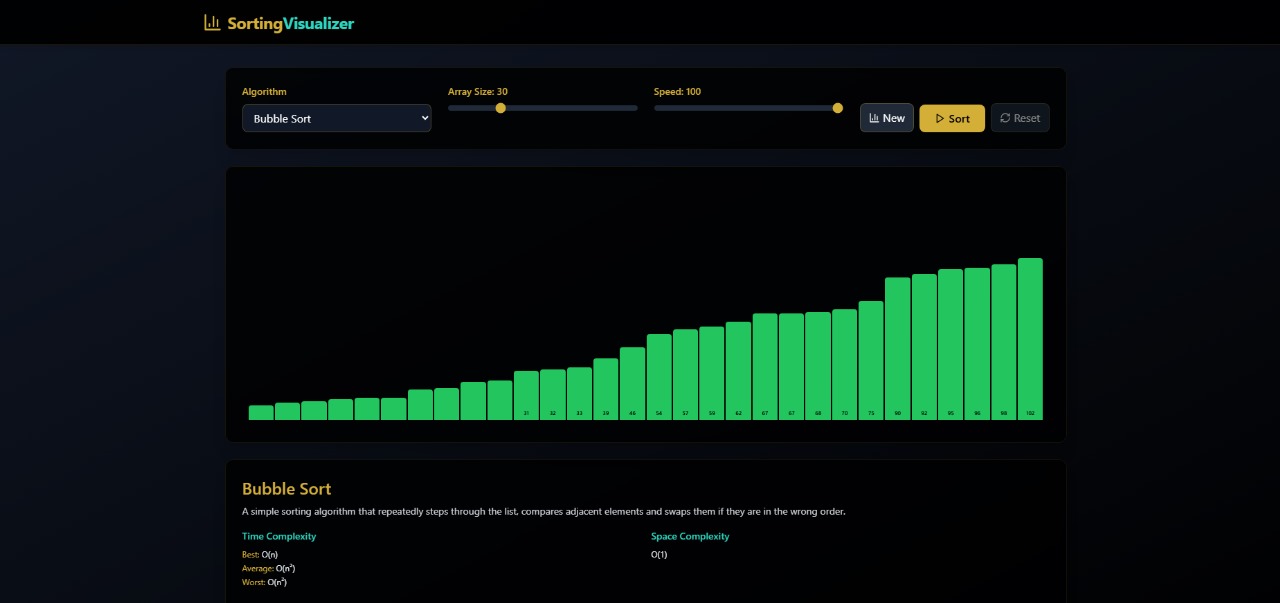 SortingVisualizer
Algorithm
Array Size: 30
Speed: 100
Bubble Sort
New
Sort
Reset
31 32 33 39 46 54 57 59 62 67 67 68 70 75 90 92 95 96 98 102
Bubble Sort
A simple sorting algorithm that repeatedly steps through the list, compares adjacent elements and swaps them if they are in the wrong order.
Time Complexity
Space Complexity
Best: O(n)
O(1)
Average: O(n²)
Worst: O(n²)